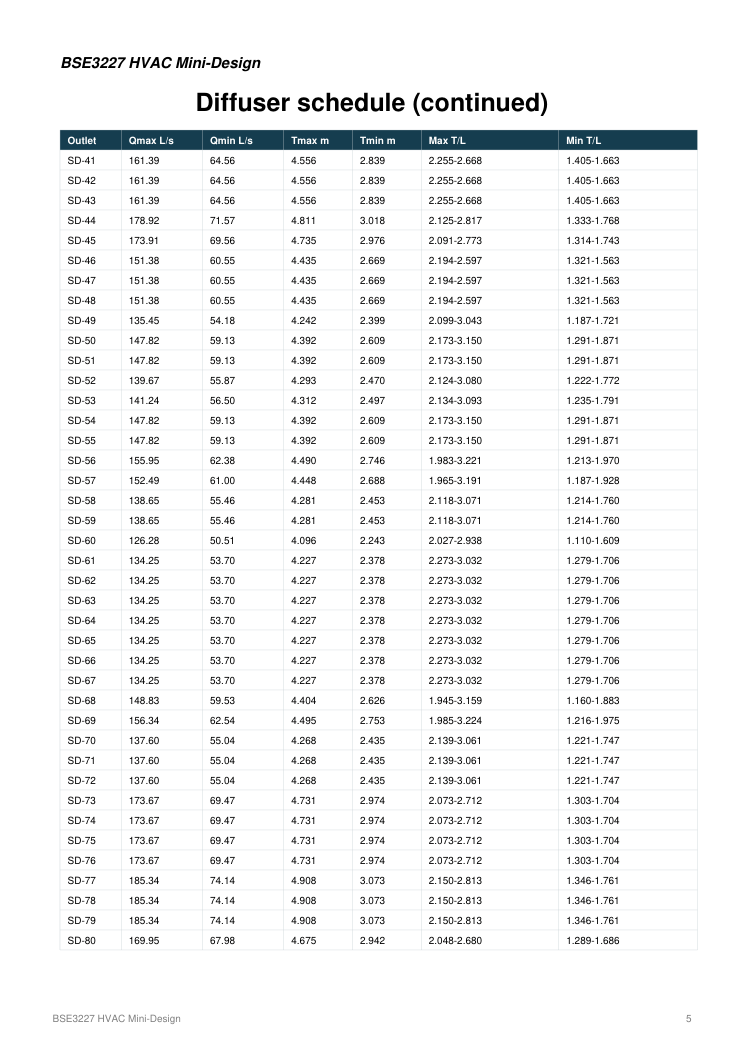 BSE3227 HVAC Mini-Design
Diffuser schedule (continued)
Outlet Qmax L/s Qmin L/s Tmax m Tmin m Max T/L Min T/L
SD-41 161.39 64.56 4.556 2.839 2.255-2.668 1.405-1.663
SD-42 161.39 64.56 4.556 2.839 2.255-2.668 1.405-1.663
SD-43 161.39 64.56 4.556 2.839 2.255-2.668 1.405-1.663
SD-44 178.92 71.57 4.811 3.018 2.125-2.817 1.333-1.768
SD-45 173.91 69.56 4.735 2.976 2.091-2.773 1.314-1.743
SD-46 151.38 60.55 4.435 2.669 2.194-2.597 1.321-1.563
SD-47 151.38 60.55 4.435 2.669 2.194-2.597 1.321-1.563
SD-48 151.38 60.55 4.435 2.669 2.194-2.597 1.321-1.563
SD-49 135.45 54.18 4.242 2.399 2.099-3.043 1.187-1.721
SD-50 147.82 59.13 4.392 2.609 2.173-3.150 1.291-1.871
SD-51 147.82 59.13 4.392 2.609 2.173-3.150 1.291-1.871
SD-52 139.67 55.87 4.293 2.470 2.124-3.080 1.222-1.772
SD-53 141.24 56.50 4.312 2.497 2.134-3.093 1.235-1.791
SD-54 147.82 59.13 4.392 2.609 2.173-3.150 1.291-1.871
SD-55 147.82 59.13 4.392 2.609 2.173-3.150 1.291-1.871
SD-56 155.95 62.38 4.490 2.746 1.983-3.221 1.213-1.970
SD-57 152.49 61.00 4.448 2.688 1.965-3.191 1.187-1.928
SD-58 138.65 55.46 4.281 2.453 2.118-3.071 1.214-1.760
SD-59 138.65 55.46 4.281 2.453 2.118-3.071 1.214-1.760
SD-60 126.28 50.51 4.096 2.243 2.027-2.938 1.110-1.609
SD-61 134.25 53.70 4.227 2.378 2.273-3.032 1.279-1.706
SD-62 134.25 53.70 4.227 2.378 2.273-3.032 1.279-1.706
SD-63 134.25 53.70 4.227 2.378 2.273-3.032 1.279-1.706
SD-64 134.25 53.70 4.227 2.378 2.273-3.032 1.279-1.706
SD-65 134.25 53.70 4.227 2.378 2.273-3.032 1.279-1.706
SD-66 134.25 53.70 4.227 2.378 2.273-3.032 1.279-1.706
SD-67 134.25 53.70 4.227 2.378 2.273-3.032 1.279-1.706
SD-68 148.83 59.53 4.404 2.626 1.945-3.159 1.160-1.883
SD-69 156.34 62.54 4.495 2.753 1.985-3.224 1.216-1.975
SD-70 137.60 55.04 4.268 2.435 2.139-3.061 1.221-1.747
SD-71 137.60 55.04 4.268 2.435 2.139-3.061 1.221-1.747
SD-72 137.60 55.04 4.268 2.435 2.139-3.061 1.221-1.747
SD-73 173.67 69.47 4.731 2.974 2.073-2.712 1.303-1.704
SD-74 173.67 69.47 4.731 2.974 2.073-2.712 1.303-1.704
SD-75 173.67 69.47 4.731 2.974 2.073-2.712 1.303-1.704
SD-76 173.67 69.47 4.731 2.974 2.073-2.712 1.303-1.704
SD-77 185.34 74.14 4.908 3.073 2.150-2.813 1.346-1.761
SD-78 185.34 74.14 4.908 3.073 2.150-2.813 1.346-1.761
SD-79 185.34 74.14 4.908 3.073 2.150-2.813 1.346-1.761
SD-80 169.95 67.98 4.675 2.942 2.048-2.680 1.289-1.686
BSE3227 HVAC Mini-Design 5